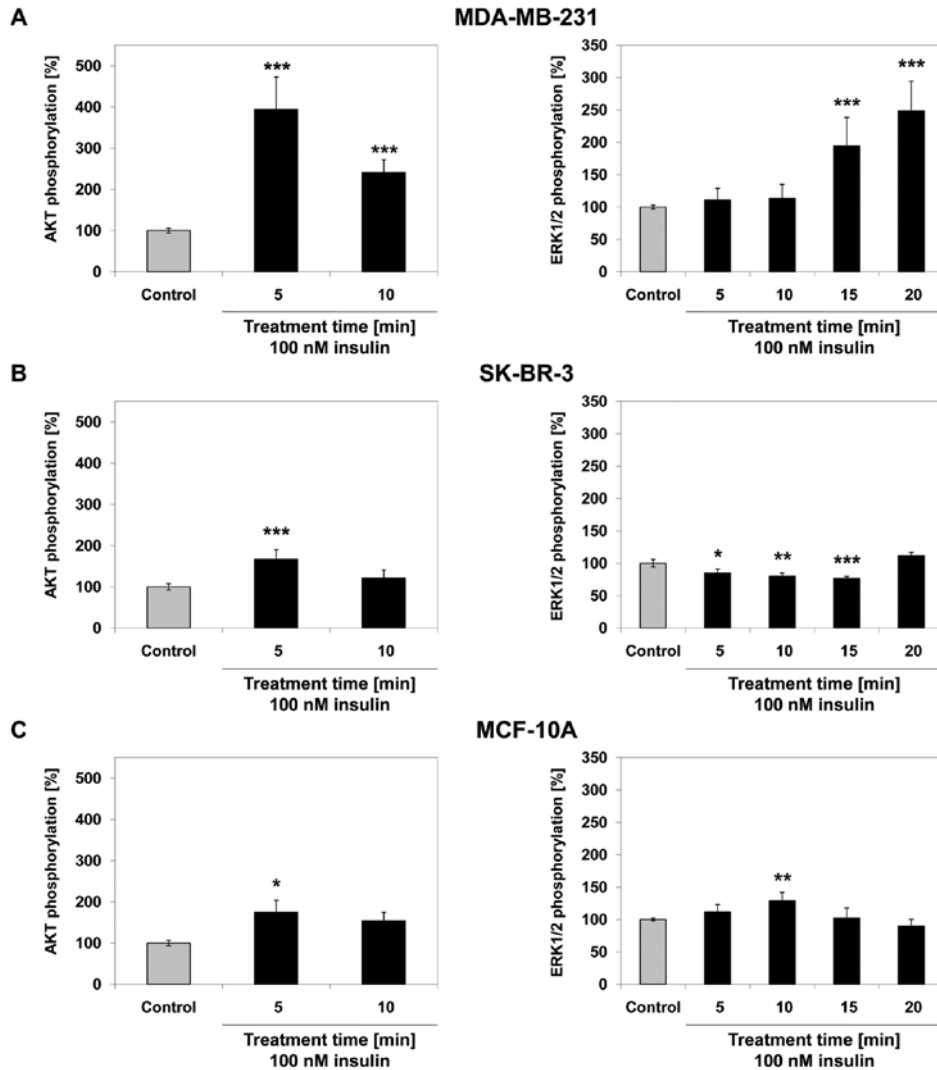 A
MDA-MB-231
AKT phosphorylation [%]
500
400
300
200
100
0
***
***
Control
5
10
Treatment time [min]
100 nM insulin
ERK1/2 phosphorylation [%]
350
300
250
200
150
100
50
0
***
***
Control
5
10
15
20
Treatment time [min]
100 nM insulin
B
SK-BR-3
AKT phosphorylation [%]
500
400
300
200
100
0
***
Control
5
10
Treatment time [min]
100 nM insulin
ERK1/2 phosphorylation [%]
350
300
250
200
150
100
50
0
*
**
***
Control
5
10
15
20
Treatment time [min]
100 nM insulin
C
MCF-10A
AKT phosphorylation [%]
500
400
300
200
100
0
*
Control
5
10
Treatment time [min]
100 nM insulin
ERK1/2 phosphorylation [%]
350
300
250
200
150
100
50
0
**
Control
5
10
15
20
Treatment time [min]
100 nM insulin